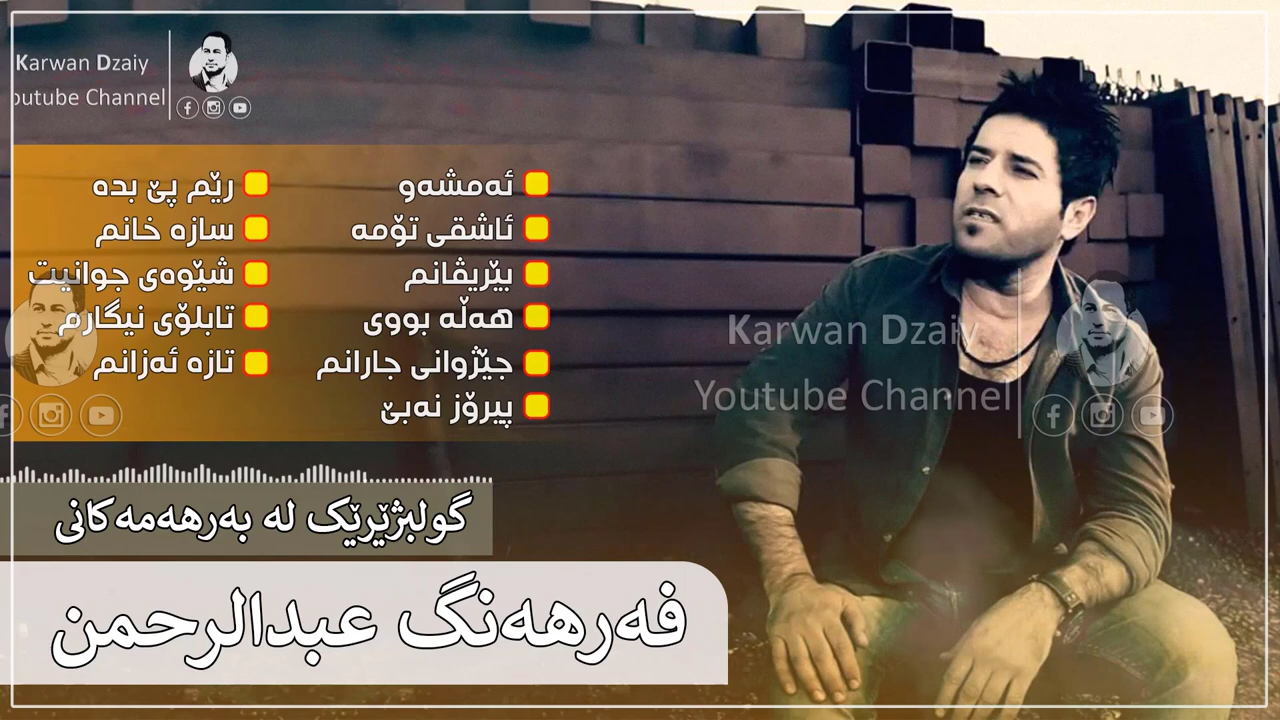 Karwan Dzaiy
Youtube Channel
ئەمشەو
ئاشقی تۆمە
بێریڤانم
هەڵە بووی
جێژوانی جارانم
پیرۆز نەبێ
رێم پێ بدە
سازە خانم
شێوەی جوانیت
تابلۆی نیگارم
تازە ئەزانم
Karwan Dzaiy
Youtube Channel
گولبژێرێک لە بەرهەمەکانی
فەرهەنگ عبدالرحمن